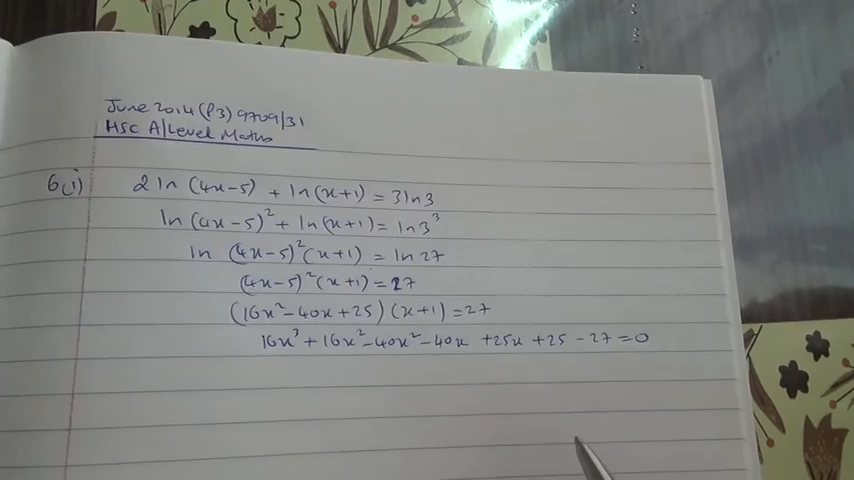 June 2014 (P3) 9709/31
HSC A/Level Maths
6(i) 2 ln (4x-5) + ln (x+1) = 3 ln 3
ln (4x-5)² + ln (x+1) = ln 3³
ln (4x-5)² (x+1) = ln 27
(4x-5)² (x+1) = 27
(16x² - 40x + 25) (x+1) = 27
16x³ + 16x² - 40x² - 40x + 25x + 25 - 27 = 0